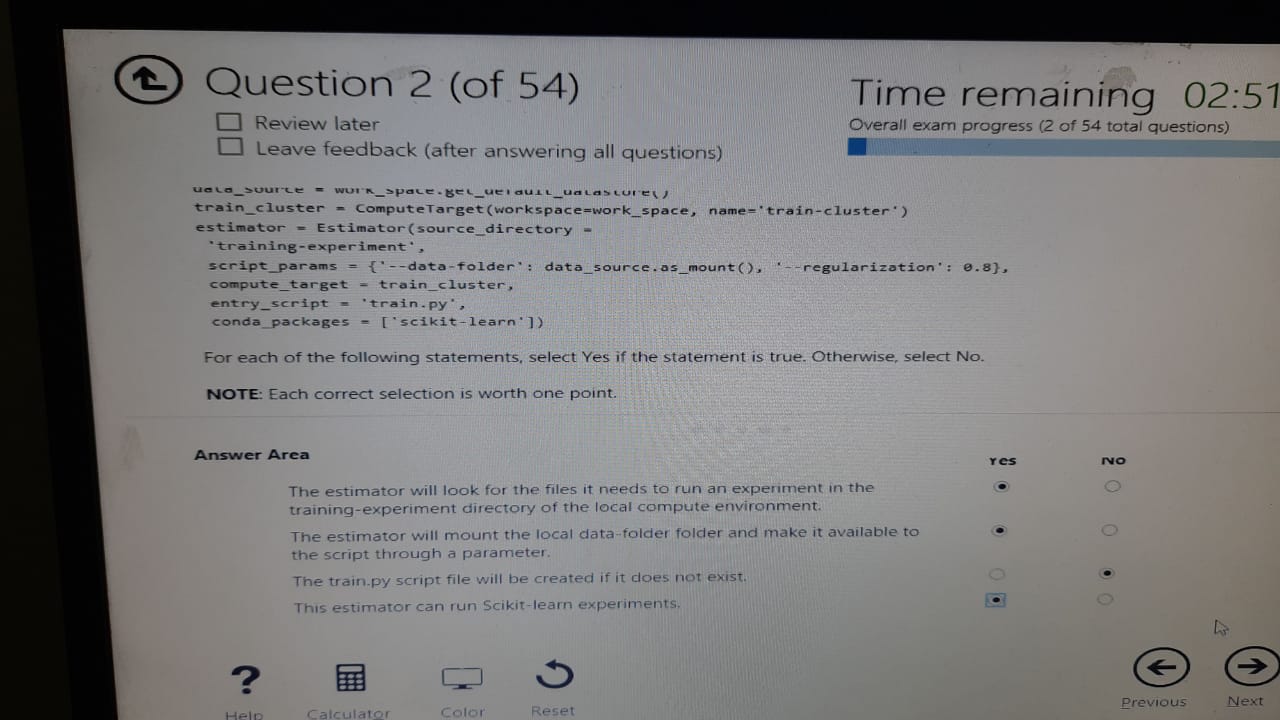 Question 2 (of 54)
Review later
Leave feedback (after answering all questions)
Time remaining 02:51
Overall exam progress (2 of 54 total questions)
data_source = work_space.get_default_datastore()
train_cluster = ComputeTarget(workspace=work_space, name='train-cluster')
estimator = Estimator(source_directory =
'training-experiment',
script_params = {'--data-folder': data_source.as_mount(), '--regularization': 0.8},
compute_target = train_cluster,
entry_script = 'train.py',
conda_packages = ['scikit-learn'])
For each of the following statements, select Yes if the statement is true. Otherwise, select No.
NOTE: Each correct selection is worth one point.
Answer Area
Yes No
The estimator will look for the files it needs to run an experiment in the
training-experiment directory of the local compute environment.
The estimator will mount the local data-folder folder and make it available to
the script through a parameter.
The train.py script file will be created if it does not exist.
This estimator can run Scikit-learn experiments.
? Help Calculator Color Reset Previous Next